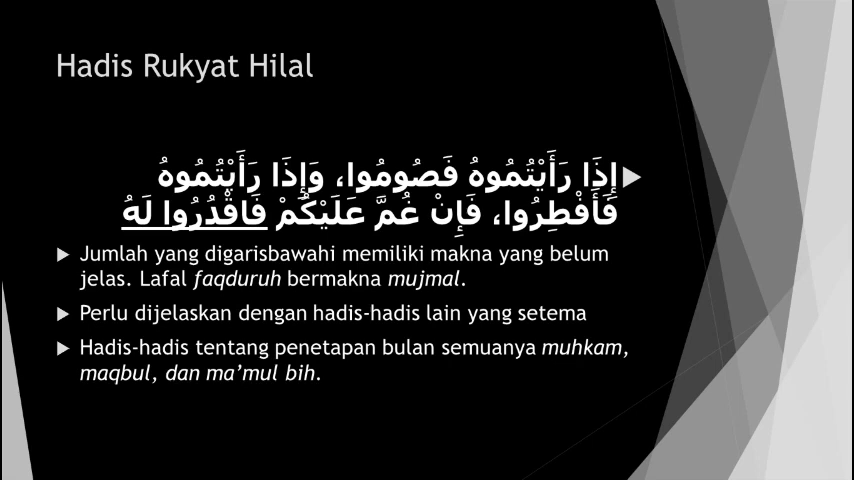 Hadis Rukyat Hilal
إِذَا رَأَيْتُمُوهُ فَصُومُوا، وَإِذَا رَأَيْتُمُوهُ
فَأَفْطِرُوا، فَإِنْ غُمَّ عَلَيْكُمْ فَاقْدُرُوا لَهُ
Jumlah yang digarisbawahi memiliki makna yang belum
jelas. Lafal faqduruh bermakna mujmal.
Perlu dijelaskan dengan hadis-hadis lain yang setema
Hadis-hadis tentang penetapan bulan semuanya muhkam,
maqbul, dan ma’mul bih.